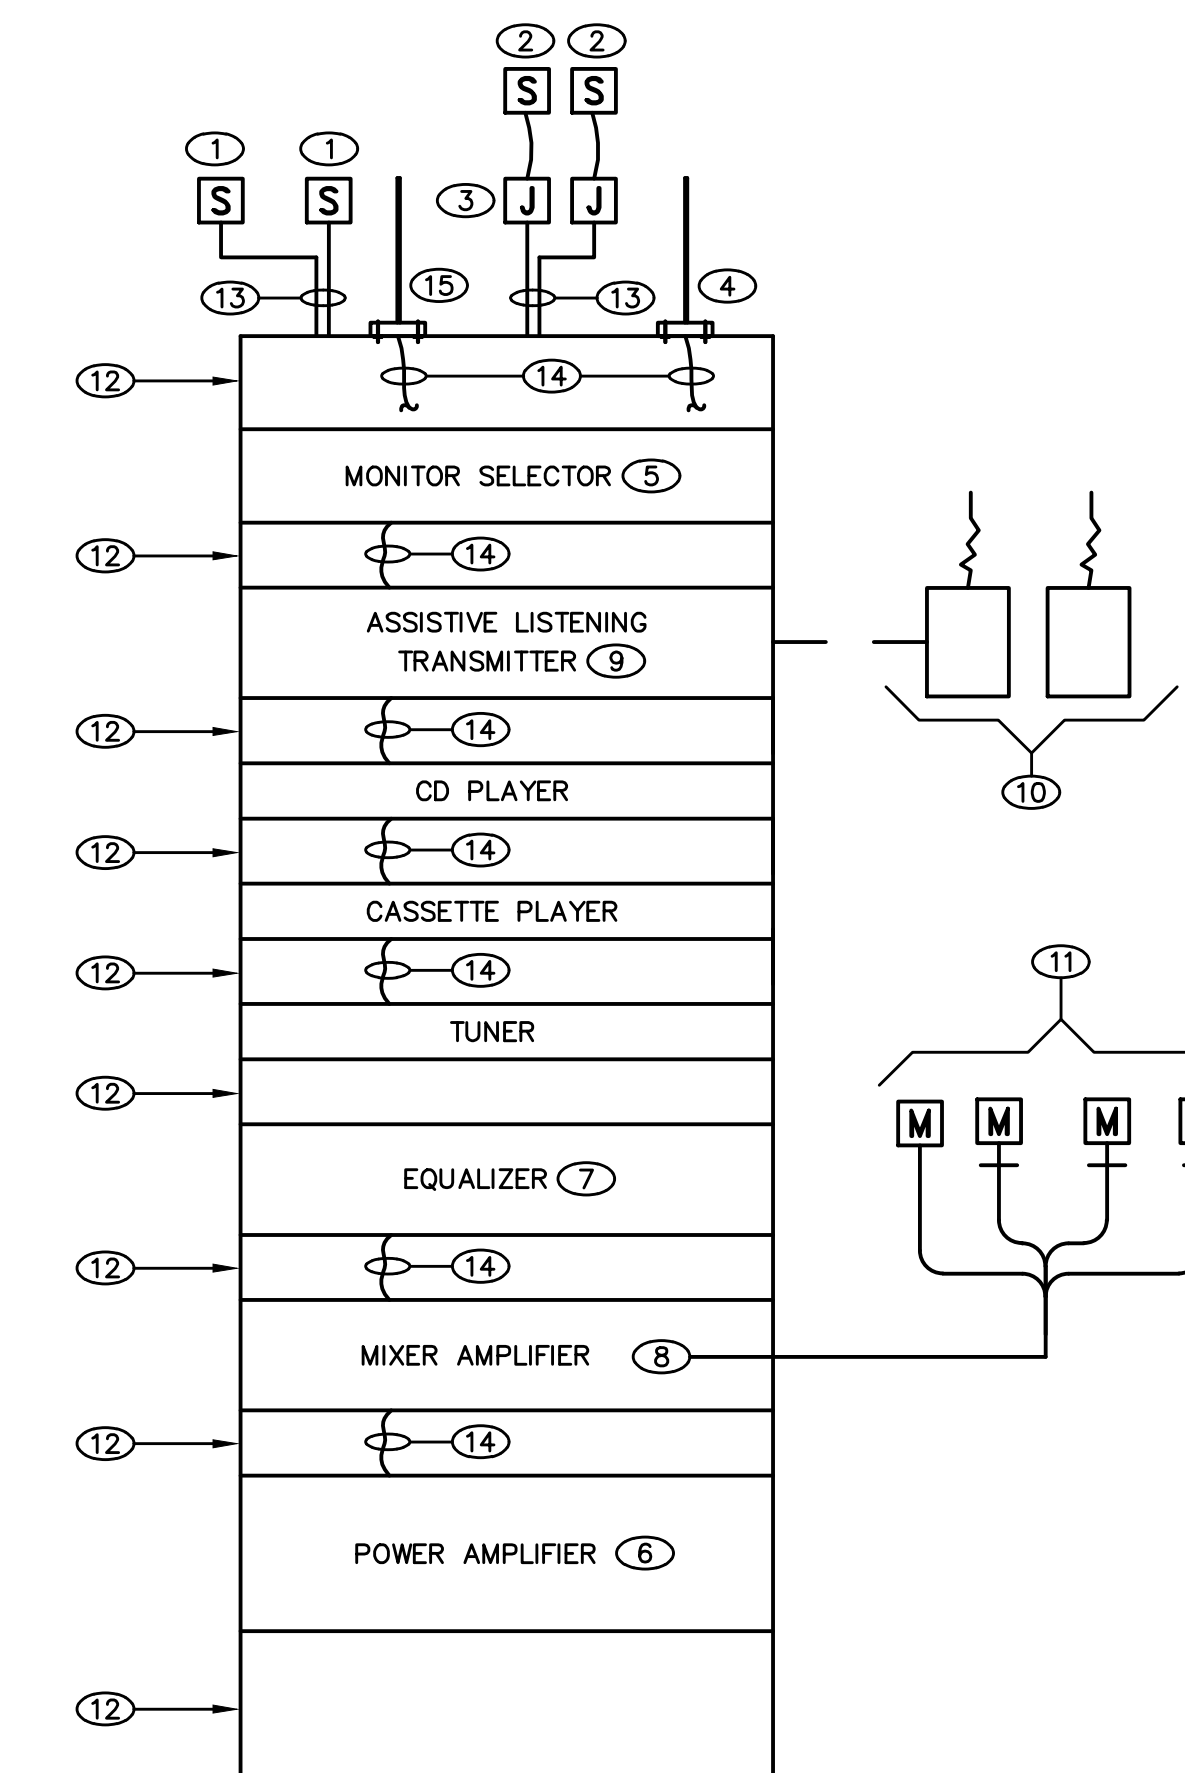 2 2
S S
1 1
S S 3 J J
13 15 13 4
12 14
MONITOR SELECTOR 5
12 14
ASSISTIVE LISTENING
TRANSMITTER 9
12 14
CD PLAYER
10
12 14
CASSETTE PLAYER
12 14
11
TUNER
12
M M M
EQUALIZER 7
12 14
MIXER AMPLIFIER 8
12 14
POWER AMPLIFIER 6
12